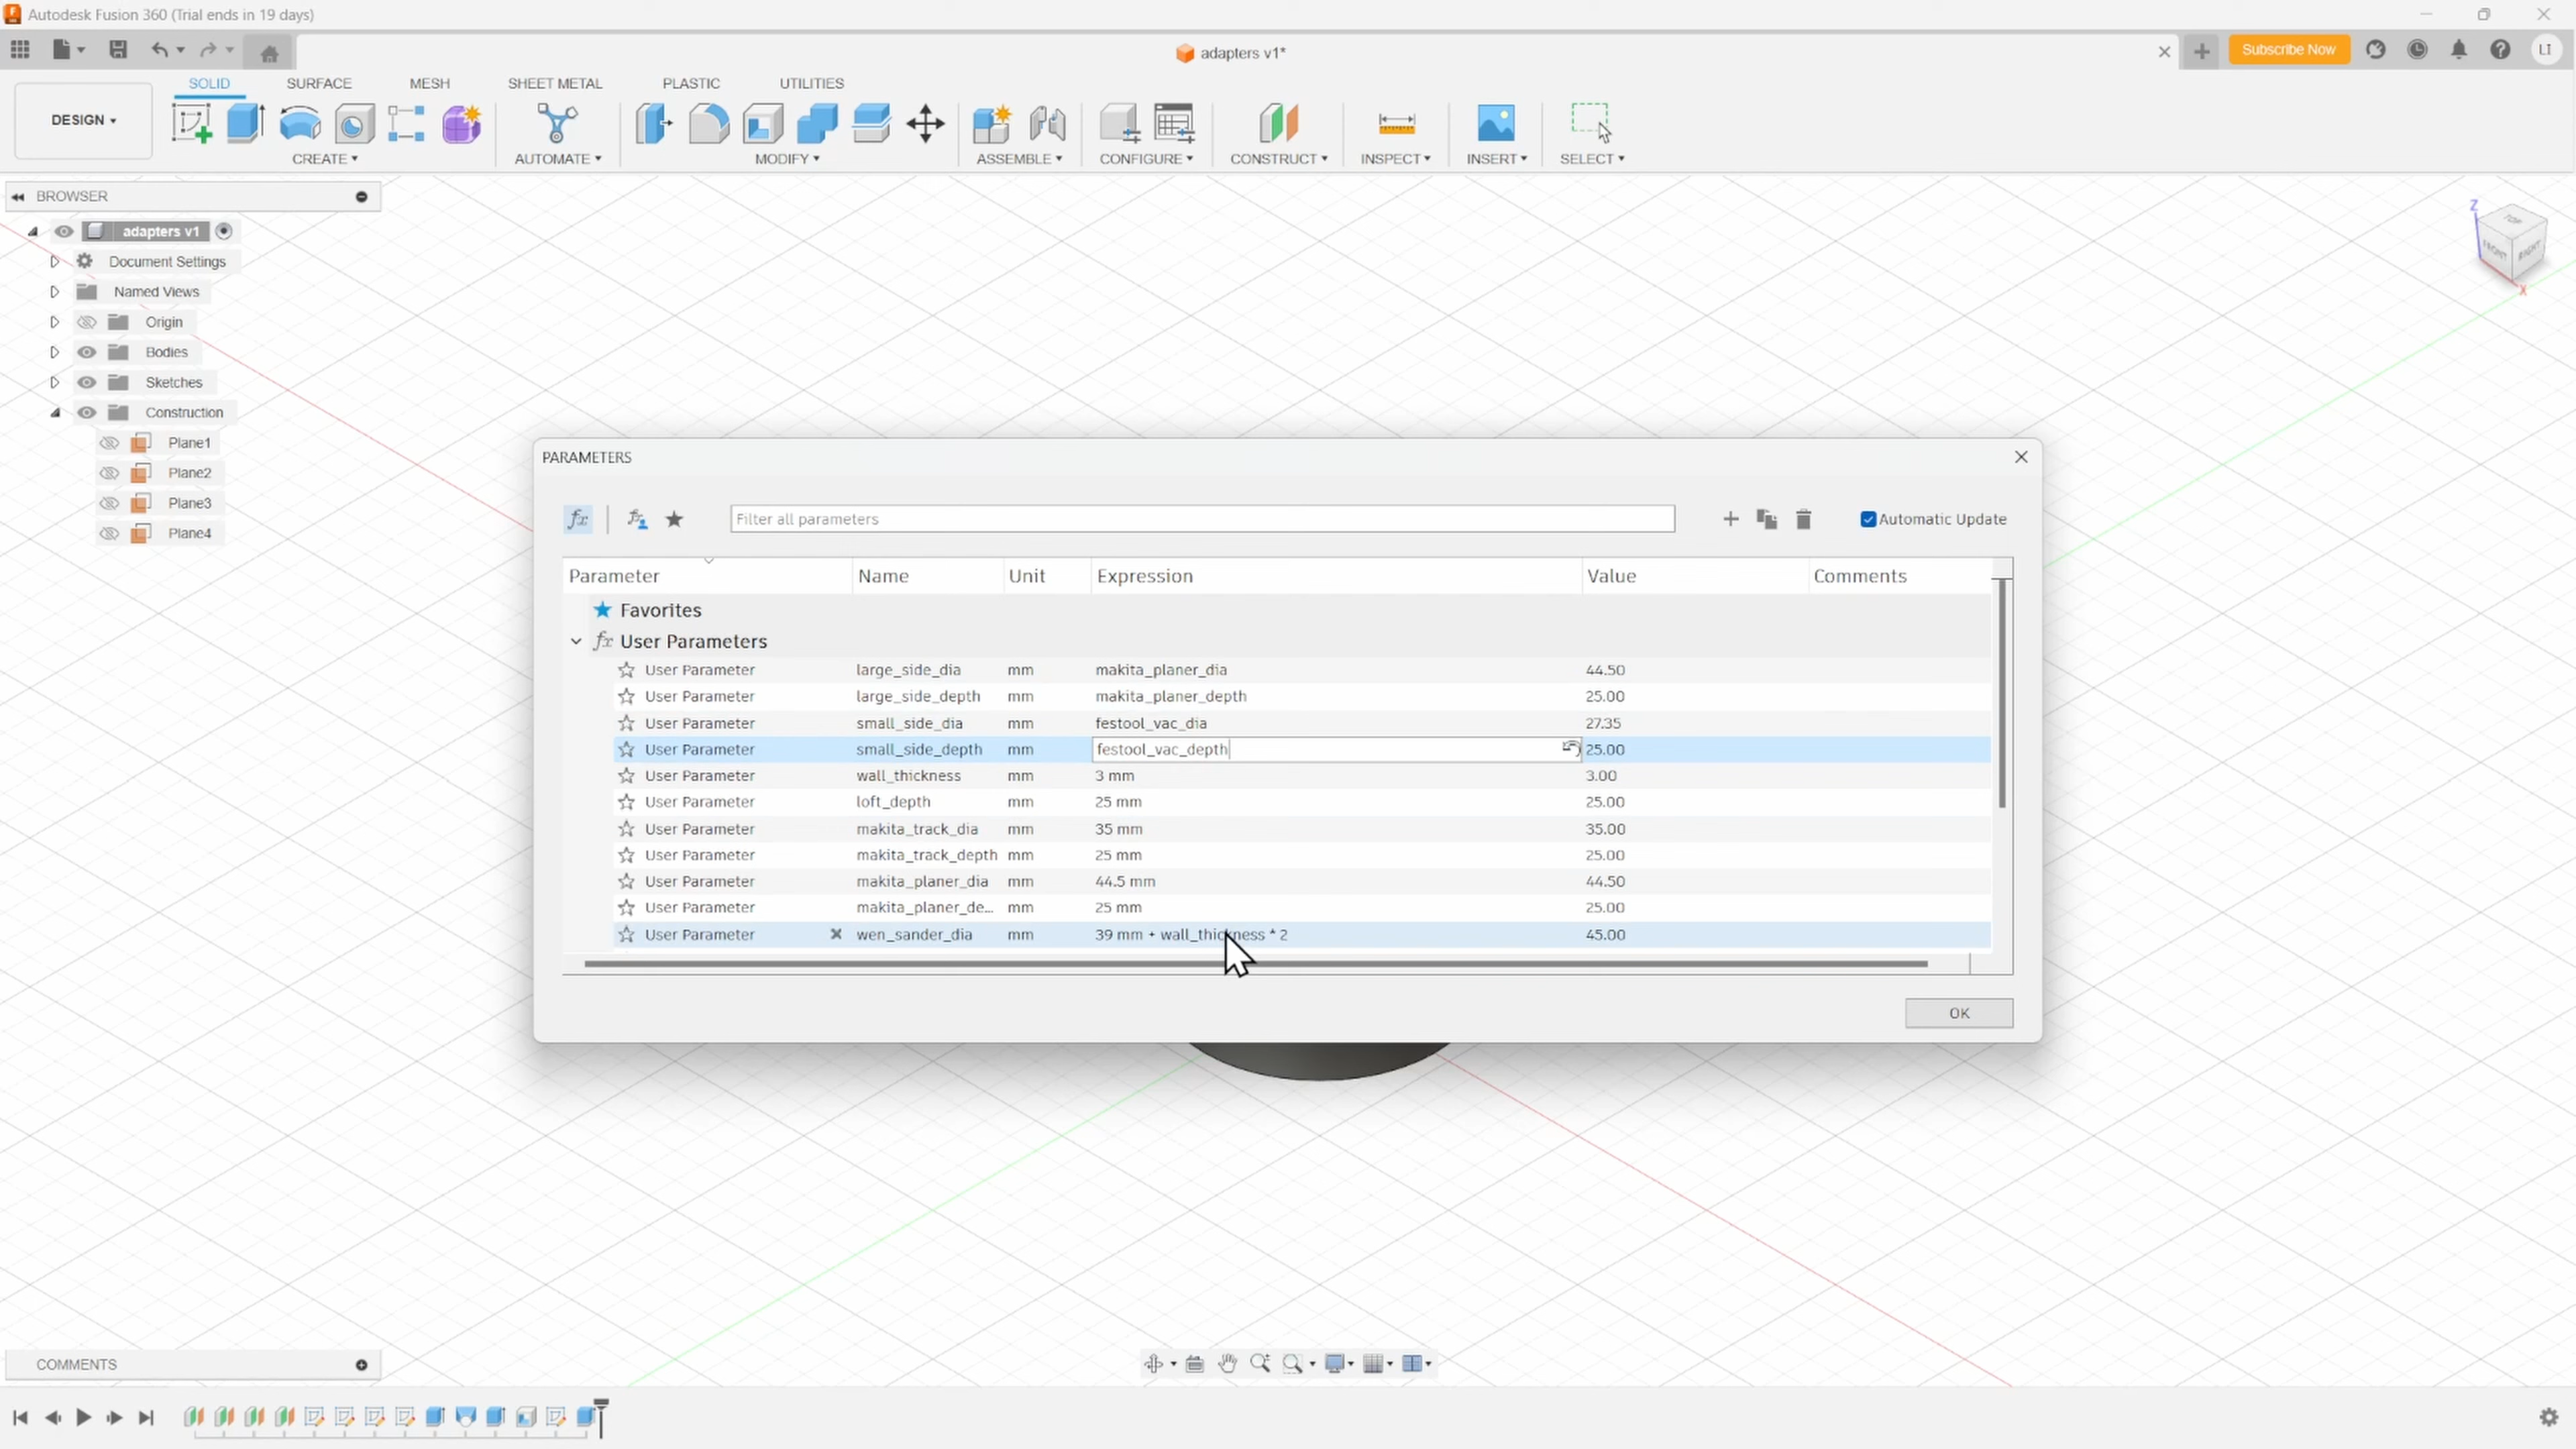 Autodesk Fusion 360 (Trial ends in 19 days)
adapters v1*
Subscribe Now
LI
SOLID SURFACE MESH SHEET METAL PLASTIC UTILITIES
DESIGN
CREATE AUTOMATE MODIFY ASSEMBLE CONFIGURE CONSTRUCT INSPECT INSERT SELECT
BROWSER
adapters v1
Document Settings
Named Views
Origin
Bodies
Sketches
Construction
Plane1
Plane2
Plane3
Plane4
Z
TOP
FRONT
RIGHT
X
PARAMETERS
fx
Filter all parameters
Automatic Update
Parameter Name Unit Expression Value Comments
Favorites
fx User Parameters
User Parameter large_side_dia mm makita_planer_dia 44.50
User Parameter large_side_depth mm makita_planer_depth 25.00
User Parameter small_side_dia mm festool_vac_dia 27.35
User Parameter small_side_depth mm festool_vac_depth 25.00
User Parameter wall_thickness mm 3 mm 3.00
User Parameter loft_depth mm 25 mm 25.00
User Parameter makita_track_dia mm 35 mm 35.00
User Parameter makita_track_depth mm 25 mm 25.00
User Parameter makita_planer_dia mm 44.5 mm 44.50
User Parameter makita_planer_de... mm 25 mm 25.00
User Parameter wen_sander_dia mm 39 mm + wall_thickness * 2 45.00
OK
COMMENTS